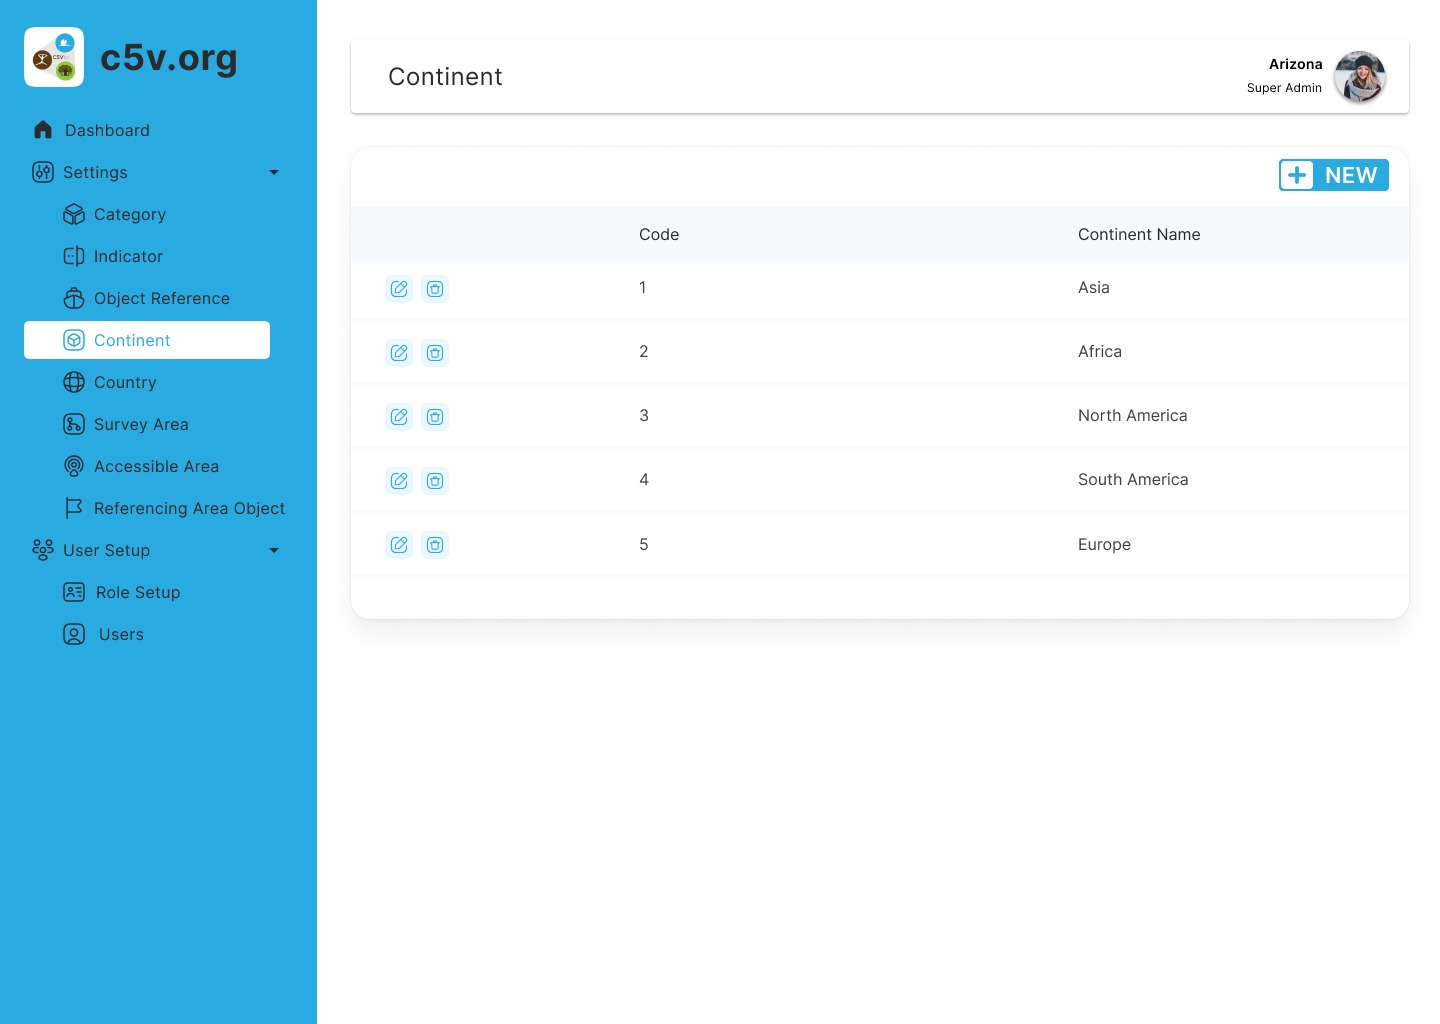 c5v.org
Dashboard
Settings
Category
Indicator
Object Reference
Continent
Country
Survey Area
Accessible Area
Referencing Area Object
User Setup
Role Setup
Users
Continent
Arizona
Super Admin
NEW
Code Continent Name
1 Asia
2 Africa
3 North America
4 South America
5 Europe